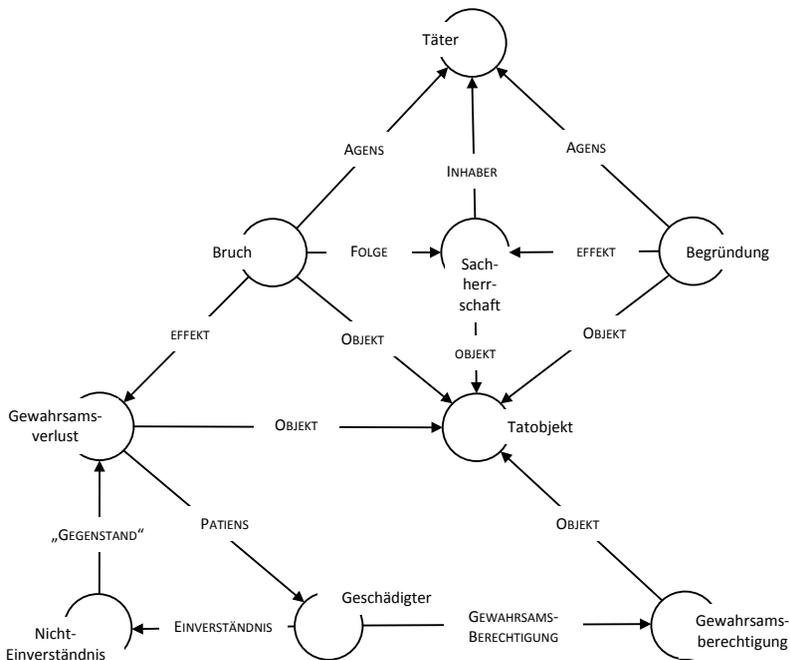 Täter
AGENS
AGENS
INHABER
Bruch
FOLGE
Sach-
herr-
schaft
EFFEKT
Begründung
EFFEKT
OBJEKT
OBJEKT
OBJEKT
Gewahrsams-
verlust
OBJEKT
Tatobjekt
„GEGENSTAND“
PATIENS
OBJEKT
Nicht-
Einverständnis
EINVERSTÄNDNIS
Geschädigter
GEWAHRSAMS-
BERECHTIGUNG
Gewahrsams-
berechtigung